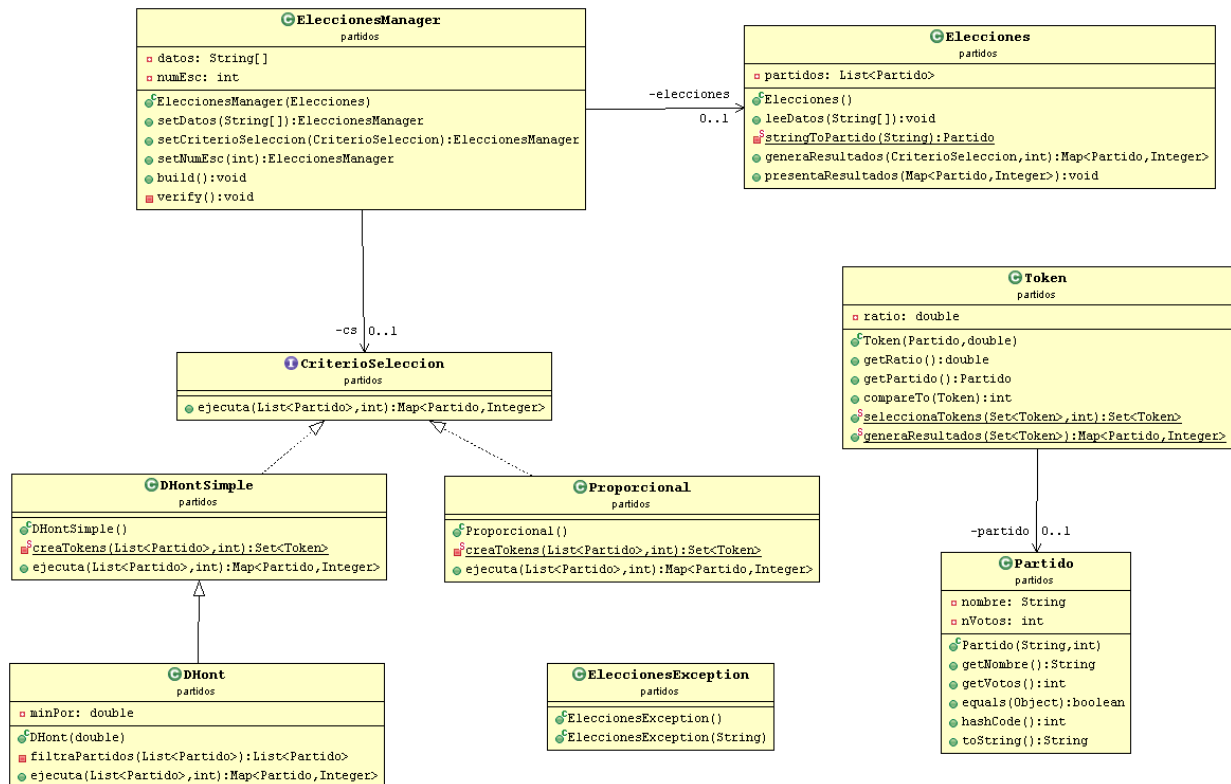 EleccionesManager
partidos
datos: String[]
numEsc: int
EleccionesManager(Elecciones)
setDatos(String[]):EleccionesManager
setCriterioSeleccion(CriterioSeleccion):EleccionesManager
setNumEsc(int):EleccionesManager
build():void
verify():void
-elecciones
0..1
Elecciones
partidos
partidos: List<Partido>
Elecciones()
leeDatos(String[]):void
stringToPartido(String):Partido
generaResultados(CriterioSeleccion,int):Map<Partido,Integer>
presentaResultados(Map<Partido,Integer>):void
-cs 0..1
CriterioSeleccion
partidos
ejecuta(List<Partido>,int):Map<Partido,Integer>
Token
partidos
ratio: double
Token(Partido,double)
getRatio():double
getPartido():Partido
compareTo(Token):int
seleccionaTokens(Set<Token>,int):Set<Token>
generaResultados(Set<Token>):Map<Partido,Integer>
DHontSimple
partidos
DHontSimple()
creaTokens(List<Partido>,int):Set<Token>
ejecuta(List<Partido>,int):Map<Partido,Integer>
Proporcional
partidos
Proporcional()
creaTokens(List<Partido>,int):Set<Token>
ejecuta(List<Partido>,int):Map<Partido,Integer>
-partido 0..1
Partido
partidos
nombre: String
nVotos: int
Partido(String,int)
getNombre():String
getVotos():int
equals(Object):boolean
hashCode():int
toString():String
DHont
partidos
minPor: double
DHont(double)
filtraPartidos(List<Partido>):List<Partido>
ejecuta(List<Partido>,int):Map<Partido,Integer>
EleccionesException
partidos
EleccionesException()
EleccionesException(String)